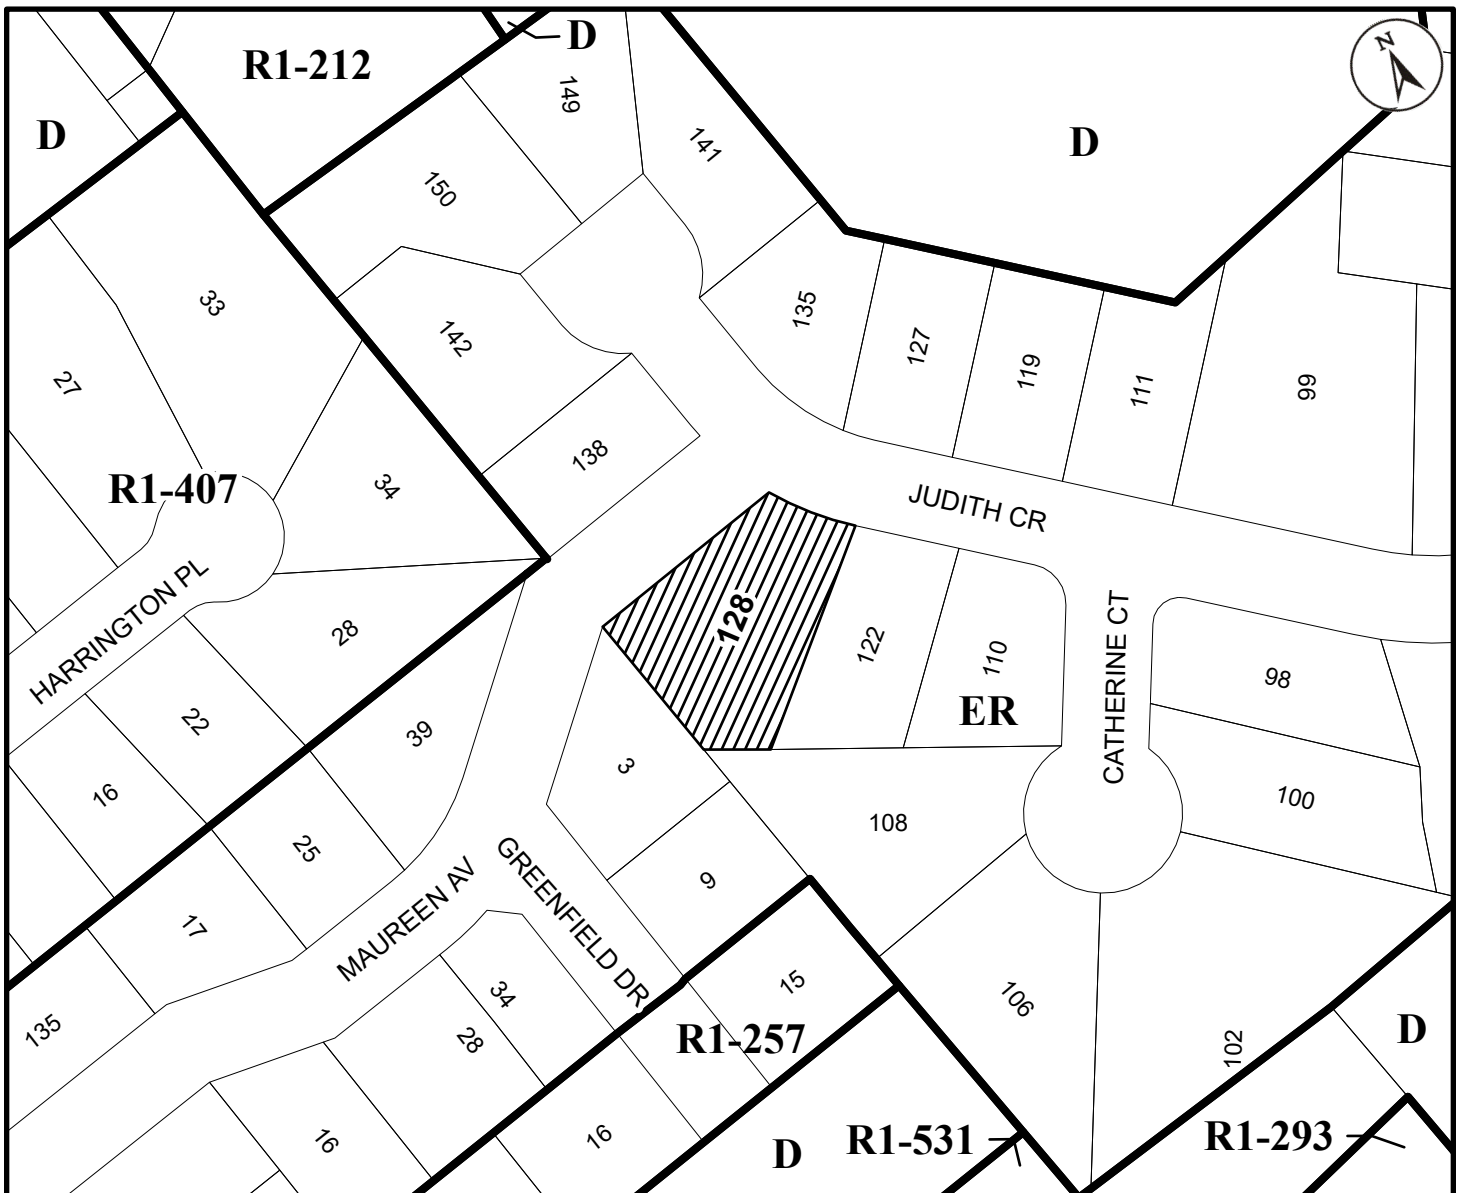 D
R1-212
N
149
D
141
D
150
33
142
135
127
119
111
99
27
138
R1-407
34
JUDITH CR
HARRINGTON PL
28
128
122
110
ER
CATHERINE CT
98
22
39
3
16
100
25
108
GREENFIELD DR
9
17
MAUREEN AV
34
15
106
135
28
R1-257
102
D
16
16
D
R1-531
R1-293